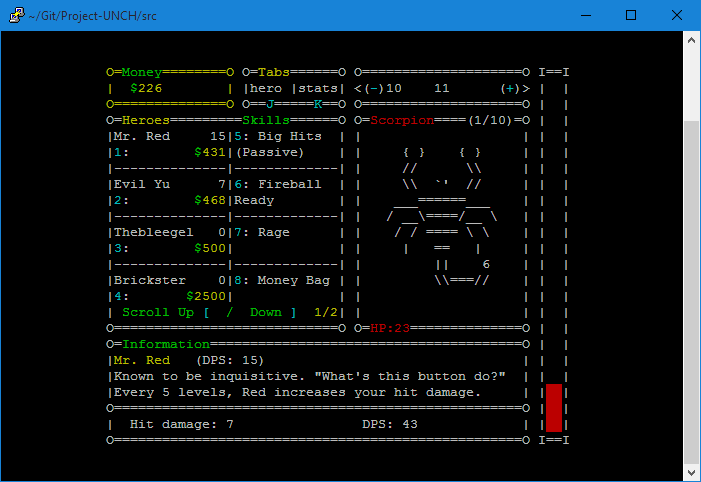 ~/Git/Project-UNCH/src
O=Money=========O O=Tabs=======O O=====================O I==I
|  $226         | |hero |stats| <(-)10    11      (+)> |  |
O===============O O==J=====K==O O=====================O |  |
O=Heroes==========Skills======O O=Scorpion====(1/10)=O |  |
|Mr. Red     15|5: Big Hits  | |                     | |  |
|1:        $431|(Passive)    | |     { }     { }     | |  |
|--------------|-------------| |     //       \\     | |  |
|Evil Yu      7|6: Fireball  | |     \\  `'  //     | |  |
|2:        $468|Ready        | |    ___======___    | |  |
|--------------|-------------| |   / __\====/__ \   | |  |
|Thebleegel   0|7: Rage      | |    / / ==== \ \    | |  |
|3:        $500|             | |     |   ==   |     | |  |
|--------------|-------------| |         ||    6    | |  |
|Brickster    0|8: Money Bag | |         \\===//    | |  |
|4:       $2500|             | |                     | |  |
| Scroll Up [  /  Down ]  1/2| |                     | |  |
O============================O O=HP:23==============O |  |
O=Information========================================O |  |
|Mr. Red   (DPS: 15)                                 | |  |
|Known to be inquisitive. "What's this button do?"  | |  |
|Every 5 levels, Red increases your hit damage.     | |  |
O====================================================O |  |
|  Hit damage: 7                 DPS: 43             | |  |
O====================================================O I==I